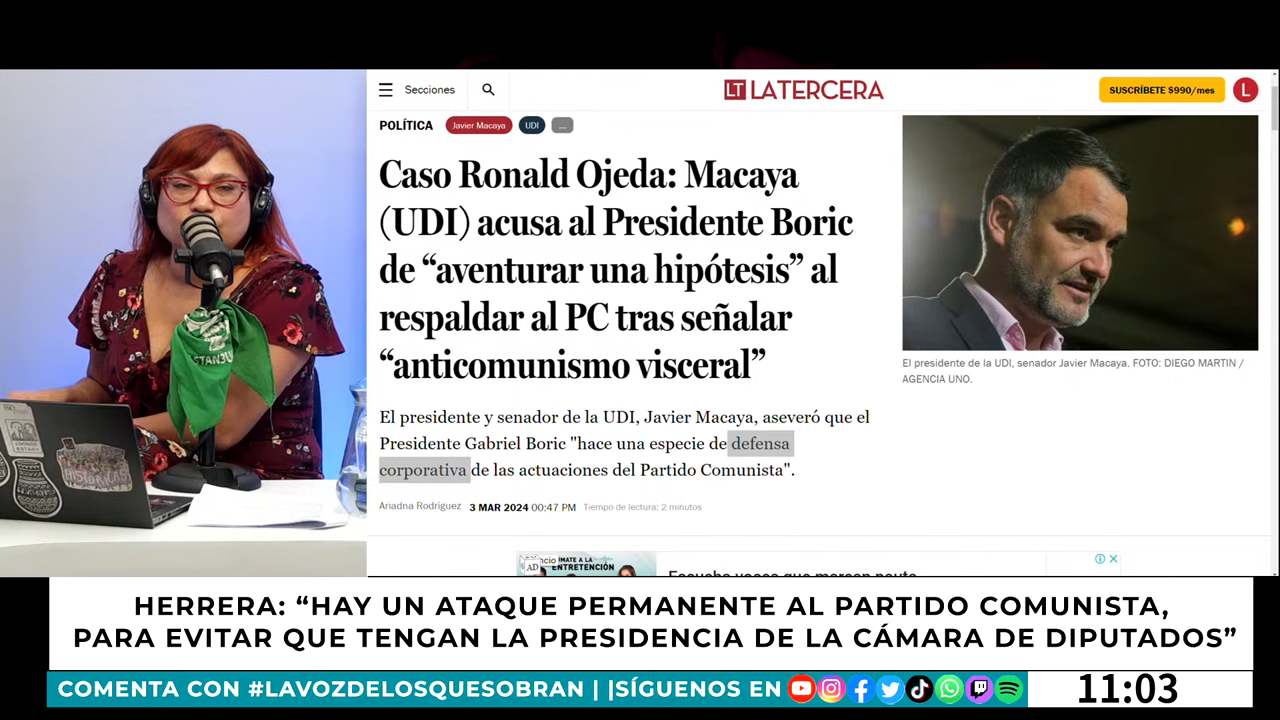 Secciones
LT LATERCERA
SUSCRÍBETE $990/mes
L
POLÍTICA
Javier Macaya
UDI
...
Caso Ronald Ojeda: Macaya
(UDI) acusa al Presidente Boric
de “aventurar una hipótesis” al
respaldar al PC tras señalar
“anticomunismo visceral”
El presidente de la UDI, senador Javier Macaya. FOTO: DIEGO MARTIN /
AGENCIA UNO.
El presidente y senador de la UDI, Javier Macaya, aseveró que el
Presidente Gabriel Boric "hace una especie de defensa
corporativa de las actuaciones del Partido Comunista".
Ariadna Rodríguez 3 MAR 2024 00:47 PM Tiempo de lectura: 2 minutos
AD
ENTRETENCIÓN
HISTÓRICAS
HERRERA: “HAY UN ATAQUE PERMANENTE AL PARTIDO COMUNISTA,
PARA EVITAR QUE TENGAN LA PRESIDENCIA DE LA CÁMARA DE DIPUTADOS”
COMENTA CON #LAVOZDELOSQUESOBRAN | |SÍGUENOS EN
11:03